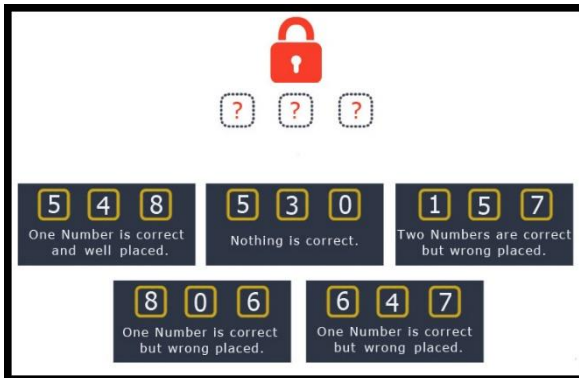 ? ? ?
5 4 8
One Number is correct
and well placed.
5 3 0
Nothing is correct.
1 5 7
Two Numbers are correct
but wrong placed.
8 0 6
One Number is correct
but wrong placed.
6 4 7
One Number is correct
but wrong placed.